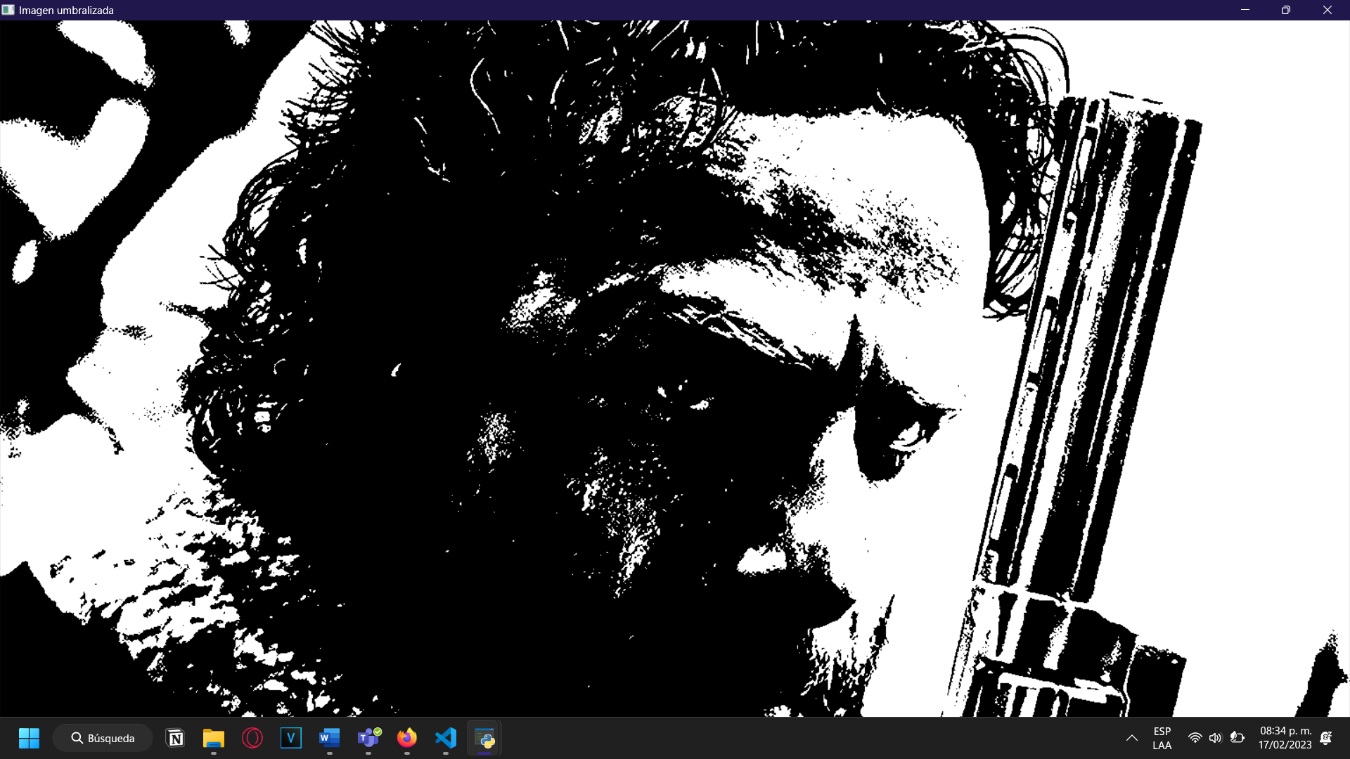 Imagen umbralizada
Búsqueda
ESP
LAA
08:34 p. m.
17/02/2023